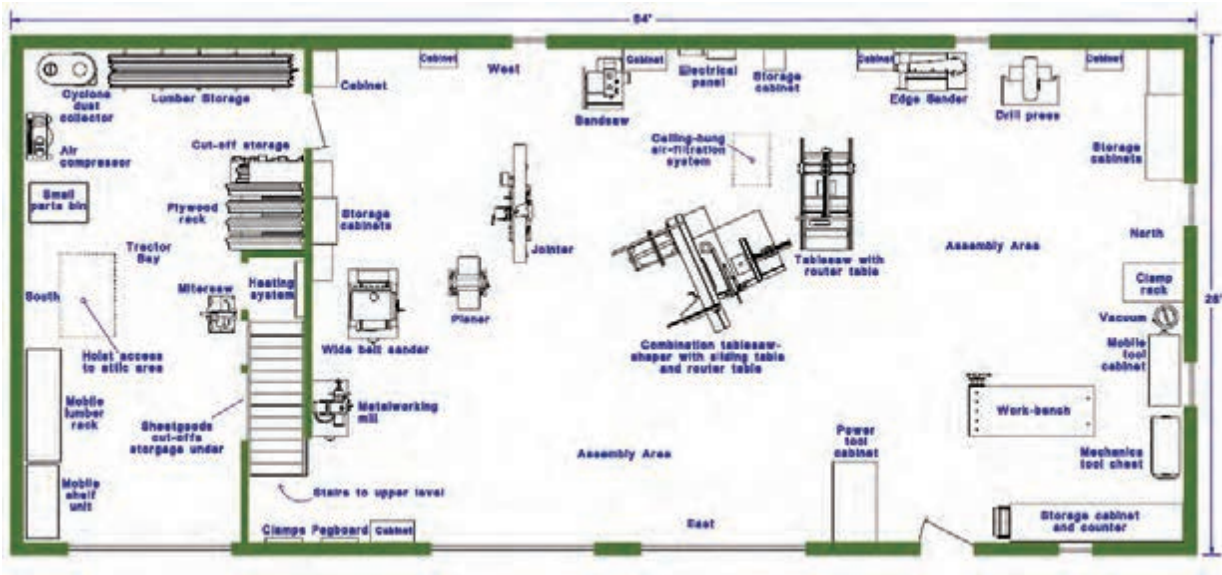 64'
Cabinet
West
Cabinet
Electrical
panel
Storage
cabinet
Cabinet
Cabinet
Cyclone
dust
collector
Lumber Storage
Cabinet
Bandsaw
Edge Sander
Drill press
Air
compressor
Cut-off storage
Ceiling-hung
air-filtration
system
Storage
cabinets
Small
parts bin
Plywood
rack
Storage
cabinets
Jointer
Tablesaw with
router table
Assembly Area
North
Tractor
Bay
South
Mitersaw
Heating
system
Planer
Clamp
rack
28'
Vacuum
Wide belt sander
Combination tablesaw-
shaper with sliding table
and router table
Mobile
tool
cabinet
Hoist access
to attic area
Mobile
lumber
rack
Sheetgoods
cut-offs
storgage under
Metalworking
mill
Work-bench
Power
tool
cabinet
Assembly Area
Mechanics
tool chest
Mobile
shelf
unit
Stairs to upper level
Clamps
Pegboard
Cabinet
East
Storage cabinet
and counter